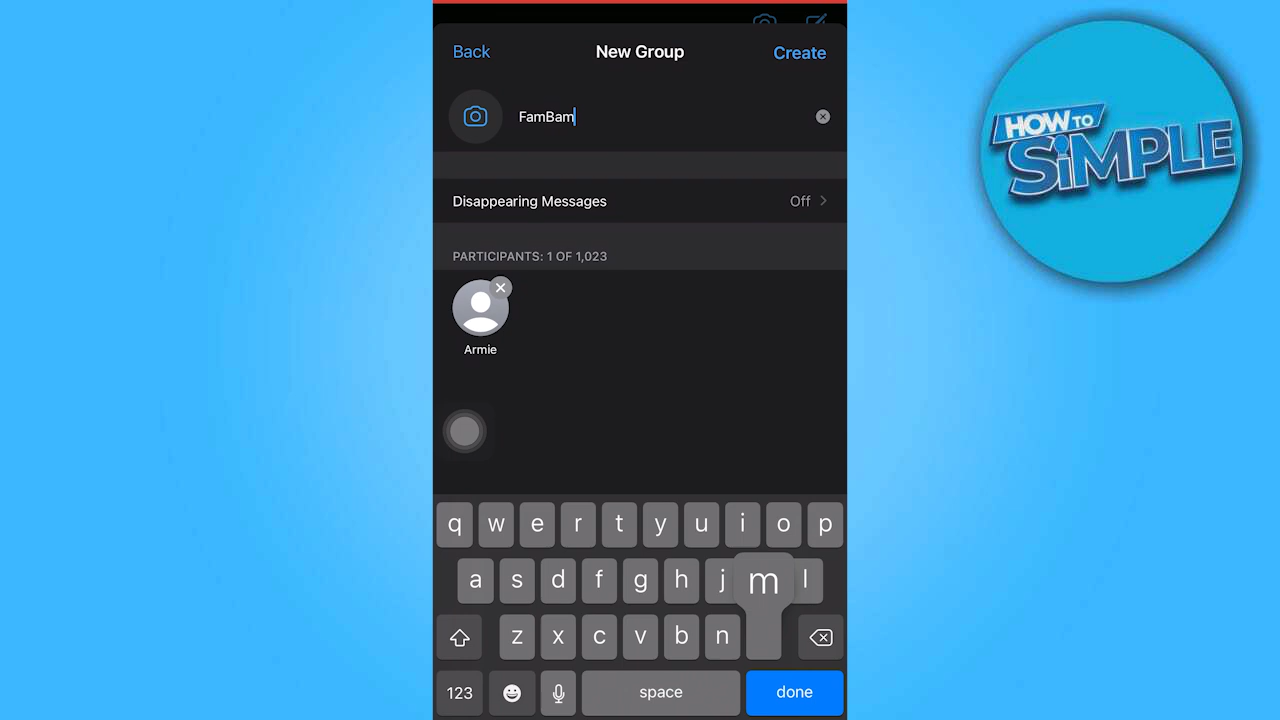 Back New Group Create
FamBam
Disappearing Messages Off
PARTICIPANTS: 1 OF 1,023
Armie
q w e r t y u i o p
a s d f g h j m l
z x c v b n
123 space done
HOW TO
SiMPLE